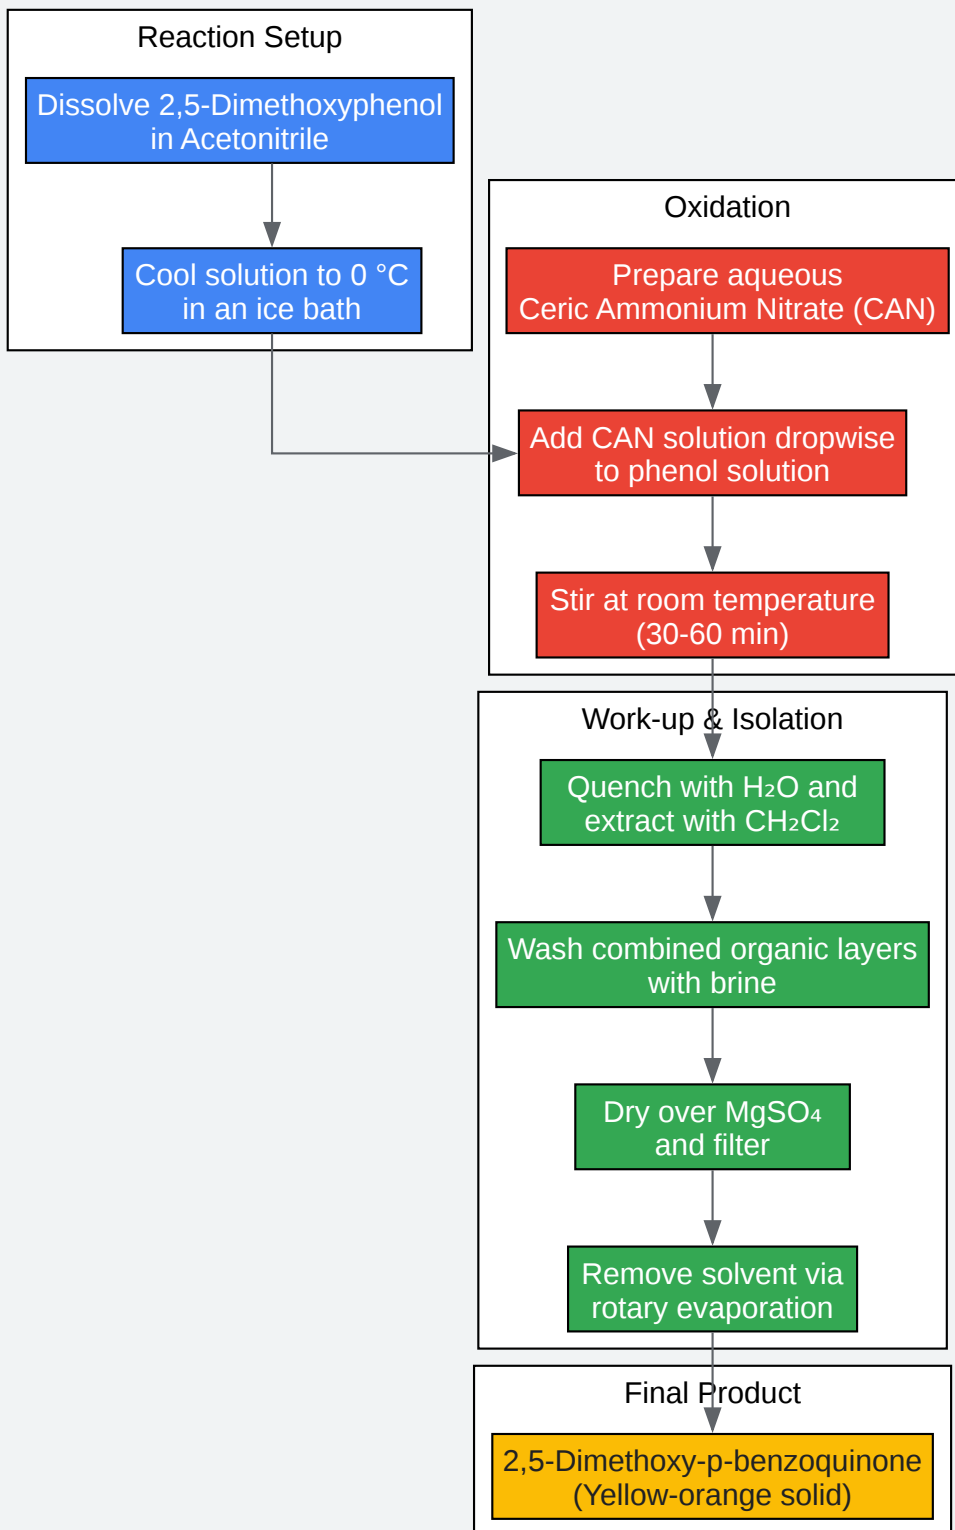 Reaction Setup
Dissolve 2,5-Dimethoxyphenol
in Acetonitrile
Cool solution to 0 °C
in an ice bath
Oxidation
Prepare aqueous
Ceric Ammonium Nitrate (CAN)
Add CAN solution dropwise
to phenol solution
Stir at room temperature
(30-60 min)
Work-up & Isolation
Quench with H₂O and
extract with CH₂Cl₂
Wash combined organic layers
with brine
Dry over MgSO₄
and filter
Remove solvent via
rotary evaporation
Final Product
2,5-Dimethoxy-p-benzoquinone
(Yellow-orange solid)